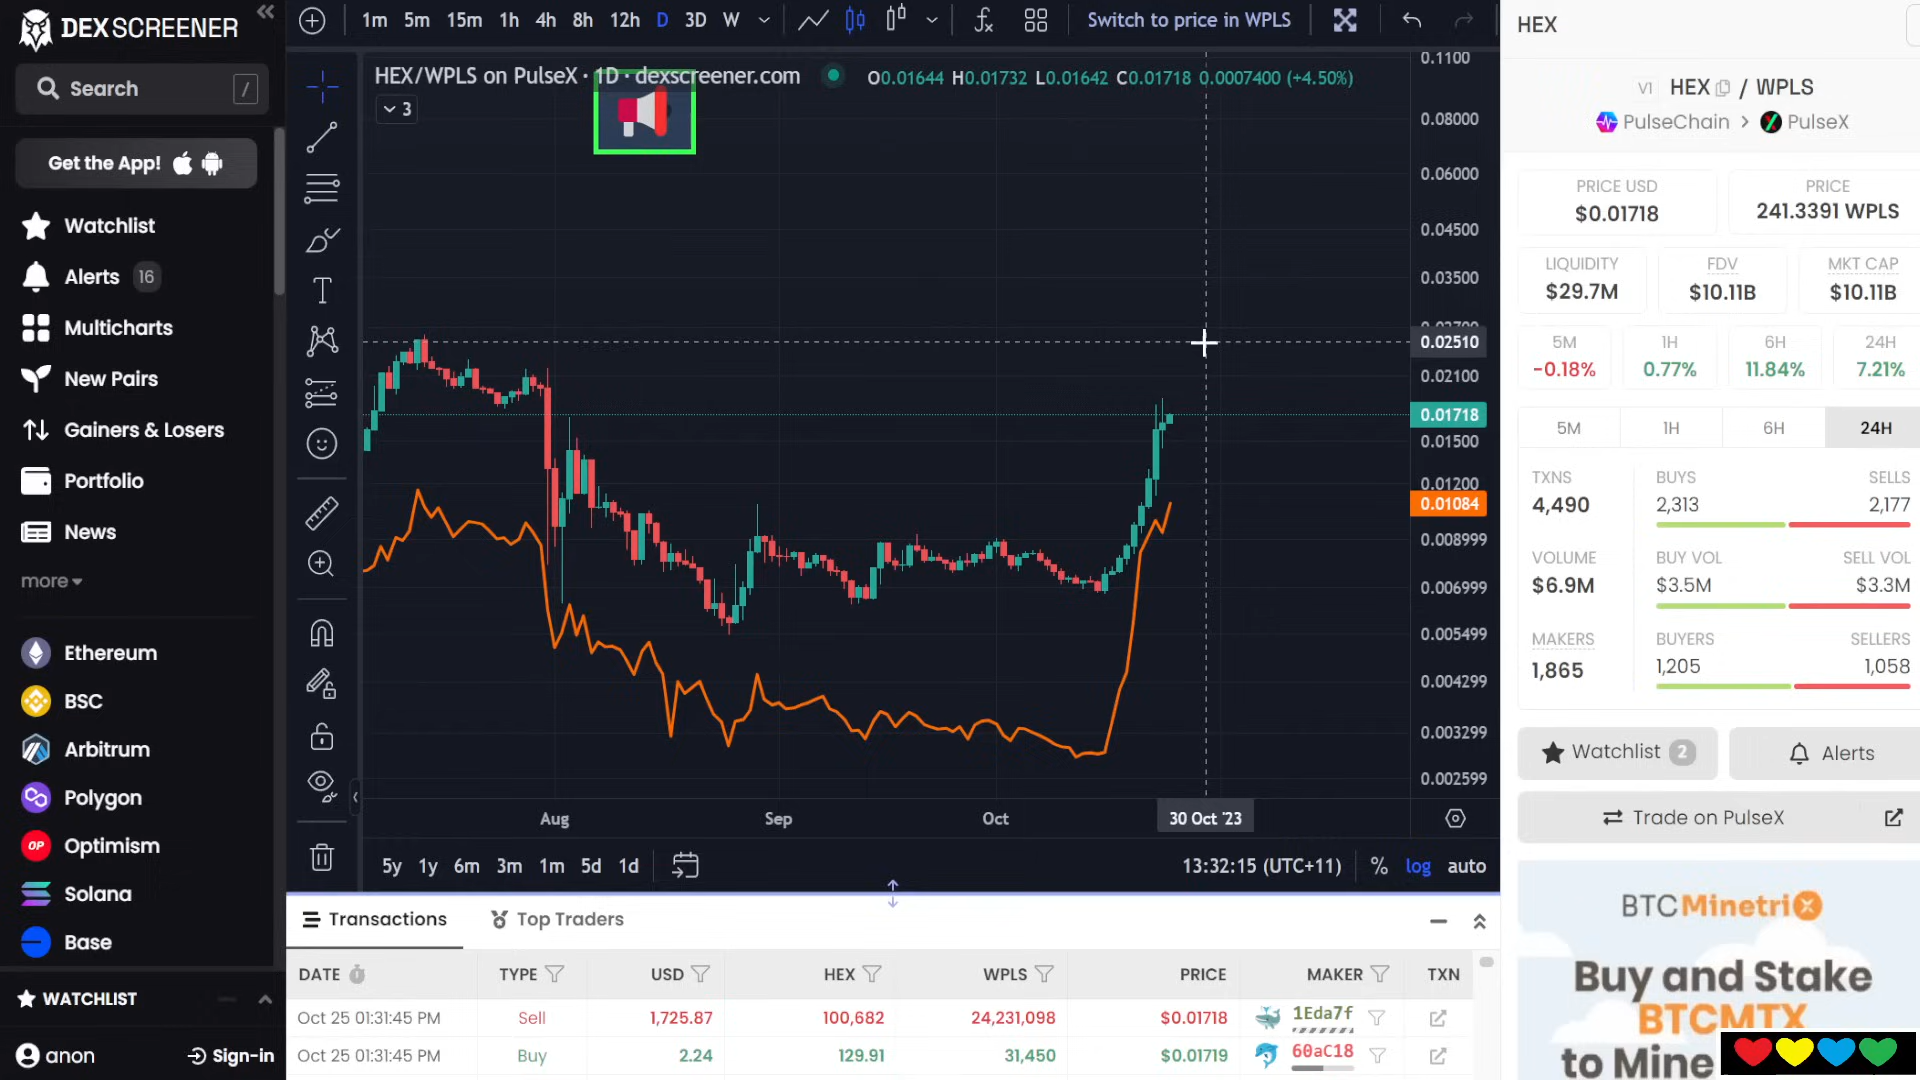 DEXSCREENER
Search /
Get the App!
Watchlist
Alerts 16
Multicharts
New Pairs
Gainers & Losers
Portfolio
News
more
Ethereum
BSC
Arbitrum
Polygon
OP Optimism
Solana
Base
WATCHLIST
anon Sign-in
1m 5m 15m 1h 4h 8h 12h D 3D W Switch to price in WPLS
HEX/WPLS on PulseX · 1D · dexscreener.com O0.01644 H0.01732 L0.01642 C0.01718 0.0007400 (+4.50%)
3
0.1100
0.08000
0.06000
0.04500
0.03500
0.02510
0.02100
0.01718
0.01500
0.01200
0.01084
0.008999
0.006999
0.005499
0.004299
0.003299
0.002599
Aug Sep Oct 30 Oct '23
5y 1y 6m 3m 1m 5d 1d 13:32:15 (UTC+11) % log auto
Transactions Top Traders
DATE TYPE USD HEX WPLS PRICE MAKER TXN
Oct 25 01:31:45 PM Sell 1,725.87 100,682 24,231,098 $0.01718 1Eda7f
Oct 25 01:31:45 PM Buy 2.24 129.91 31,450 $0.01719 60aC18
HEX
V1 HEX / WPLS
PulseChain > PulseX
PRICE USD PRICE
$0.01718 241.3391 WPLS
LIQUIDITY FDV MKT CAP
$29.7M $10.11B $10.11B
5M 1H 6H 24H
-0.18% 0.77% 11.84% 7.21%
5M 1H 6H 24H
TXNS BUYS SELLS
4,490 2,313 2,177
VOLUME BUY VOL SELL VOL
$6.9M $3.5M $3.3M
MAKERS BUYERS SELLERS
1,865 1,205 1,058
Watchlist 2 Alerts
Trade on PulseX
BTCMinetriX
Buy and Stake
BTCMTX
to Mine